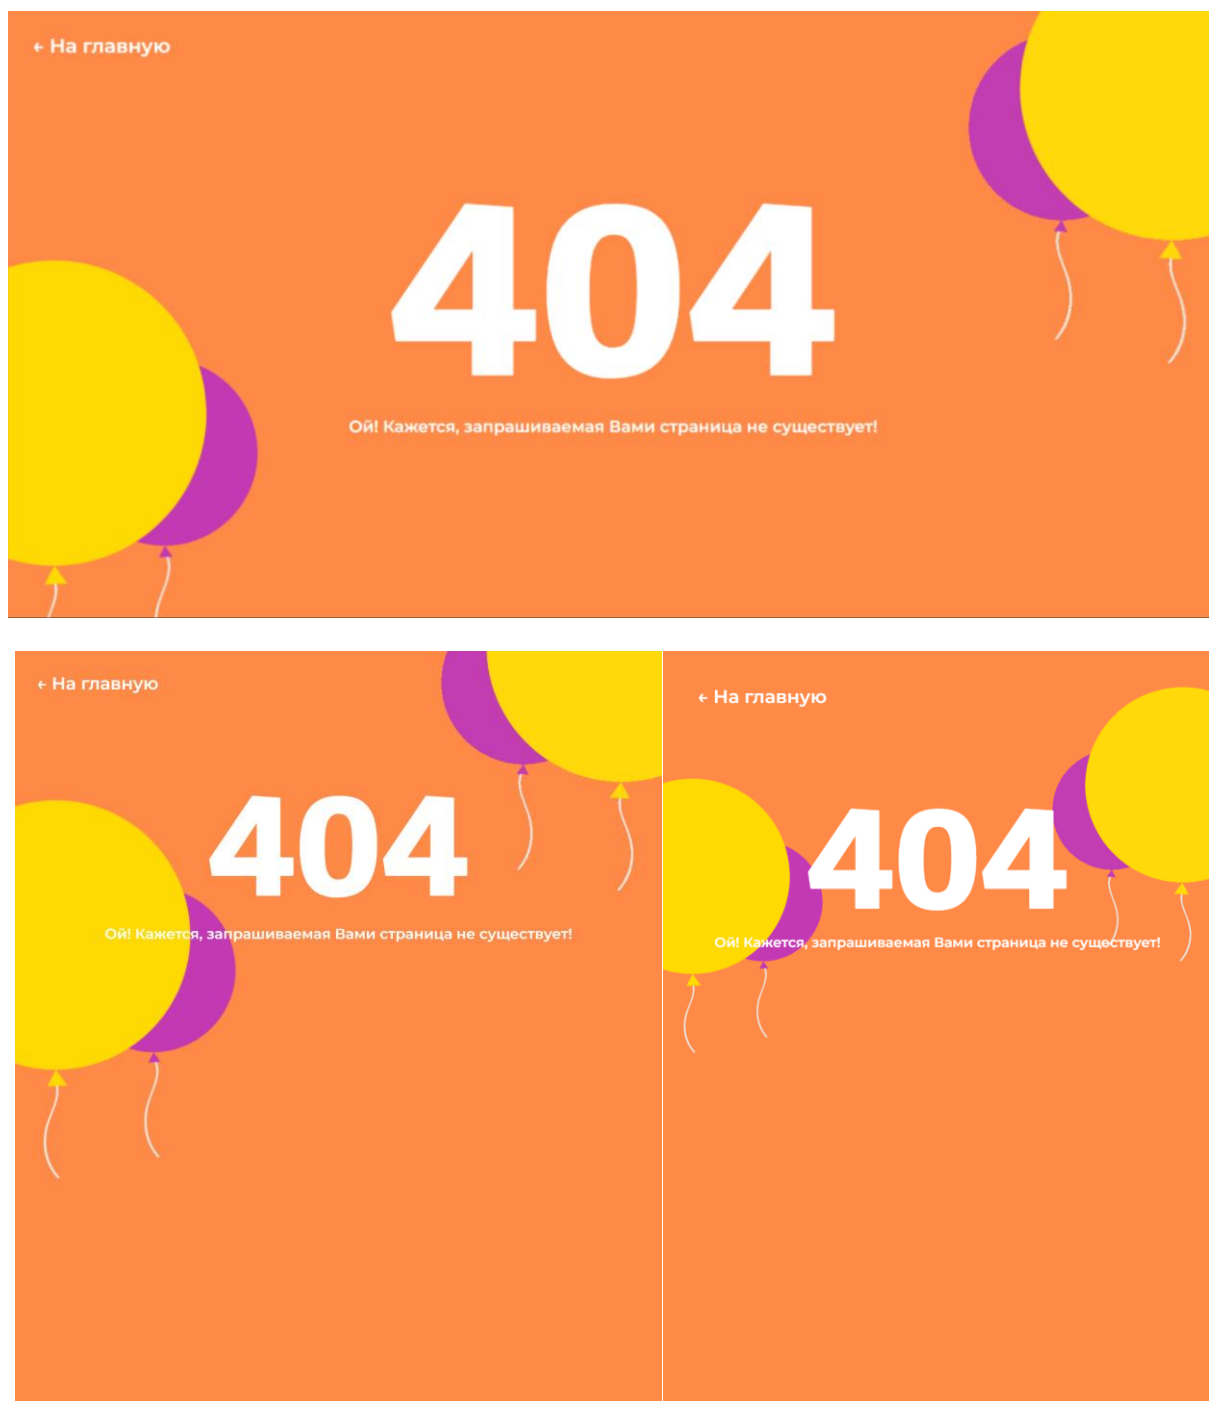 ← На главную
404
Ой! Кажется, запрашиваемая Вами страница не существует!
← На главную
404
Ой! Кажется, запрашиваемая Вами страница не существует!
← На главную
404
Ой! Кажется, запрашиваемая Вами страница не существует!